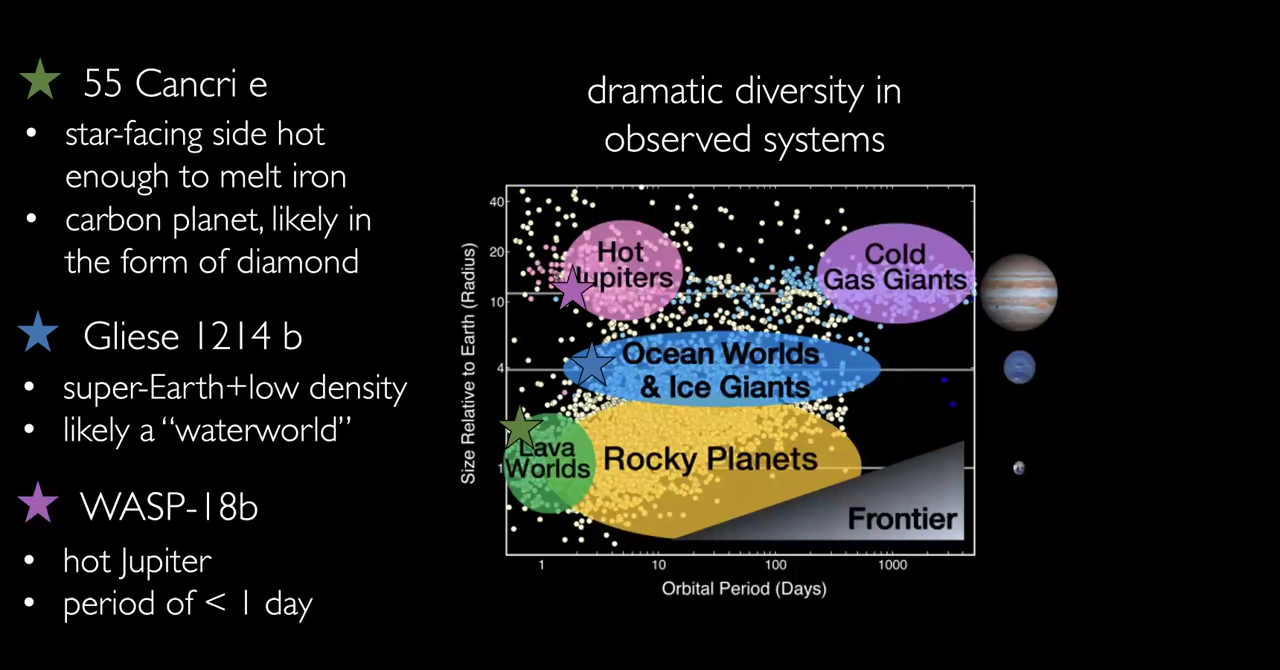 55 Cancri e
• star-facing side hot
enough to melt iron
• carbon planet, likely in
the form of diamond
Gliese 1214 b
• super-Earth+low density
• likely a “waterworld”
WASP-18b
• hot Jupiter
• period of < 1 day
dramatic diversity in
observed systems
Size Relative to Earth (Radius)
40
20
10
4
1
Hot
Jupiters
Cold
Gas Giants
Ocean Worlds
& Ice Giants
Lava
Worlds
Rocky Planets
Frontier
1 10 100 1000
Orbital Period (Days)